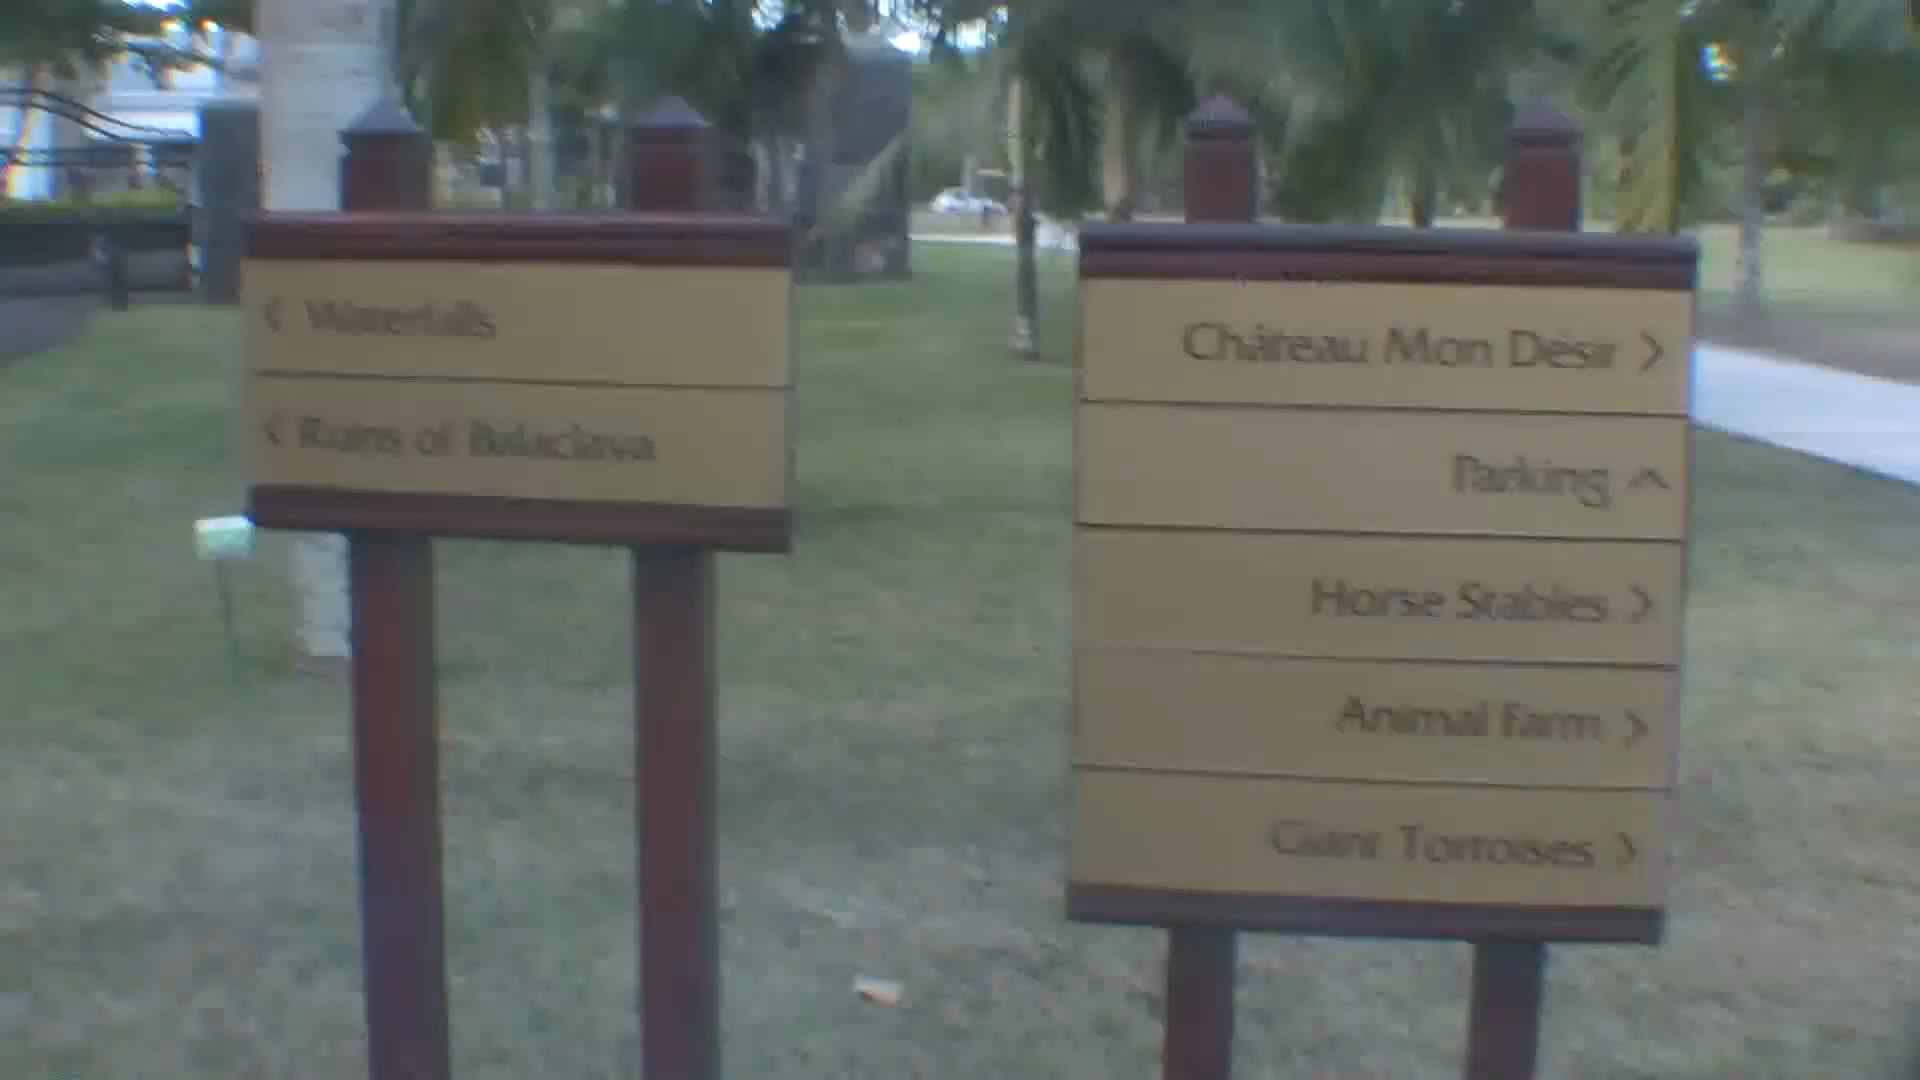 < Waterfalls
< Ruins of Balaclava
Château Mon Désir >
Parking ^
Horse Stables >
Animal Farm >
Giant Tortoises >